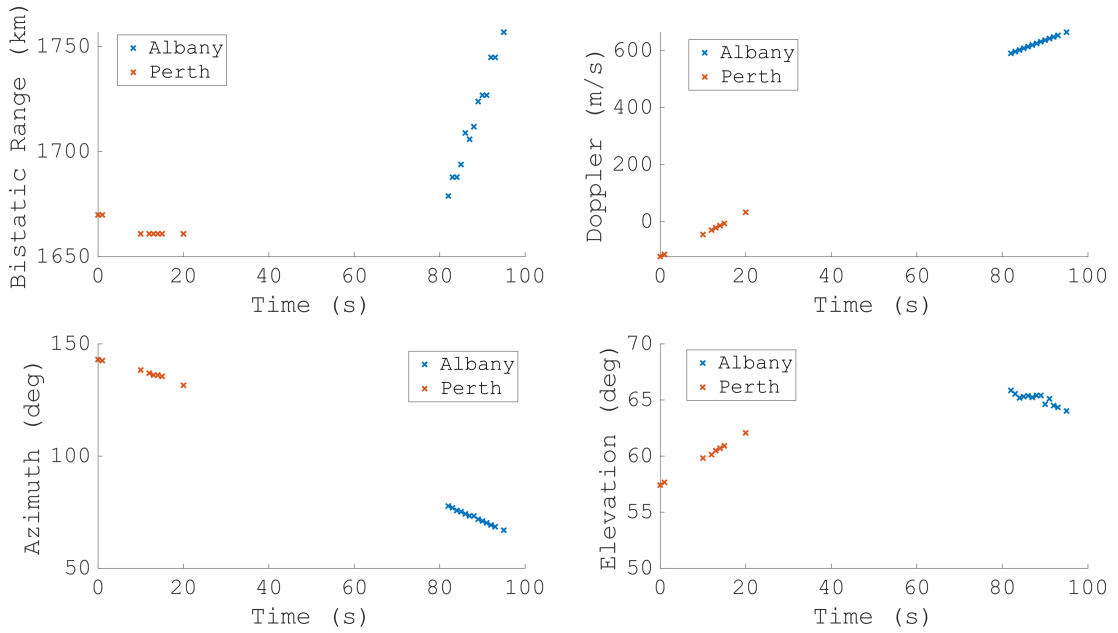 Bistatic Range (km)
1750
1700
1650
Albany
Perth
0
20
40
60
80
100
Time (s)
Doppler (m/s)
600
400
200
0
Albany
Perth
0
20
40
60
80
100
Time (s)
Azimuth (deg)
150
100
50
Albany
Perth
0
20
40
60
80
100
Time (s)
Elevation (deg)
70
65
60
55
50
Albany
Perth
0
20
40
60
80
100
Time (s)